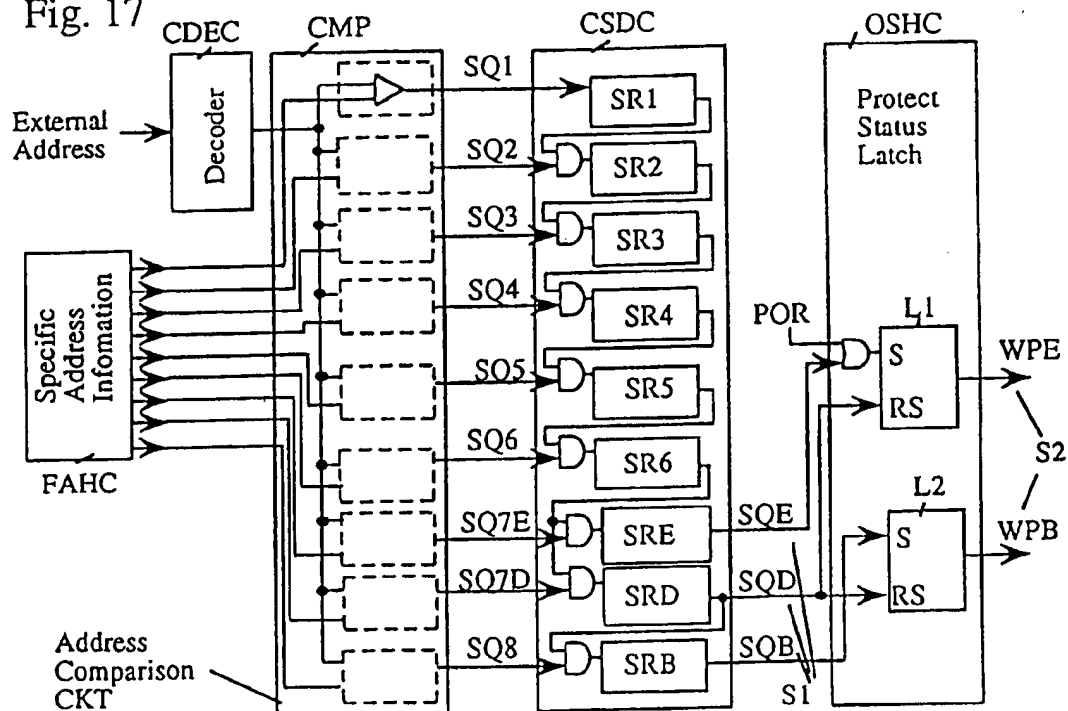 Fig. 17
CDEC
CMP
CSDC
OSHC
External
Address
Decoder
SQ1
SR1
Protect
Status
Latch
SQ2
SR2
SQ3
SR3
Specific
Address
Infomation
SQ4
SR4
POR
L1
S
RS
WPE
SO5
SR5
S2
FAHC
SQ6
SR6
L2
S
RS
WPB
SQ7E
SRE
SQE
SQ7D
SRD
SQD
Address
Comparison
CKT
SQ8
SRB
SQB
S1